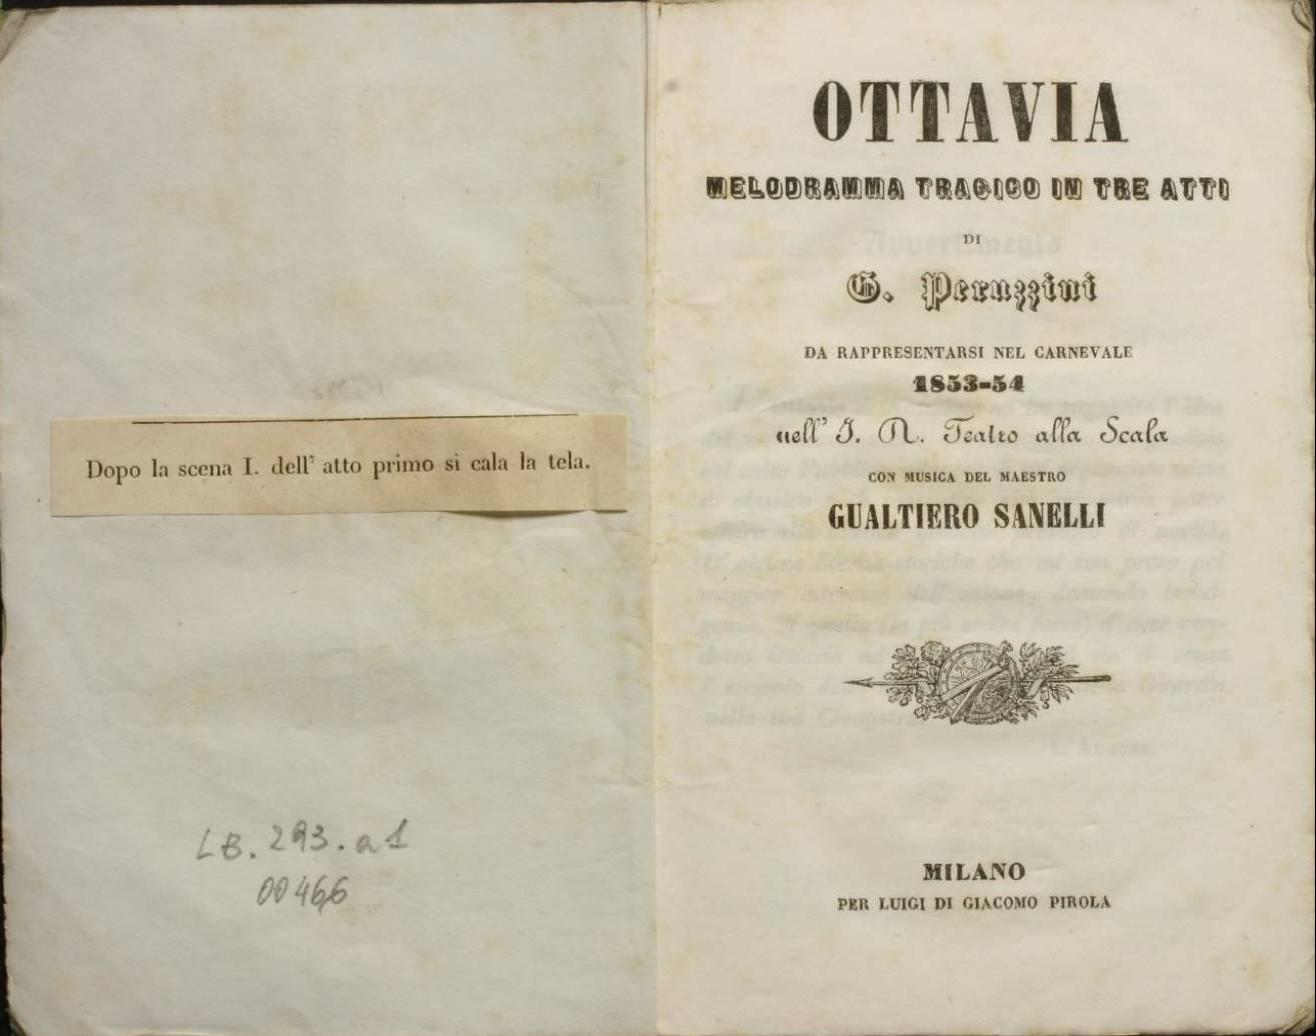 Dopo la scena I. dell' atto primo si cala la tela.
LB. 293. a 1
00466
OTTAVIA
MELODRAMMA TRAGICO IN TRE ATTI
DI
G. Peruzzini
DA RAPPRESENTARSI NEL CARNEVALE
1853-54
nell' I. R. Teatro alla Scala
CON MUSICA DEL MAESTRO
GUALTIERO SANELLI
MILANO
PER LUIGI DI GIACOMO PIROLA